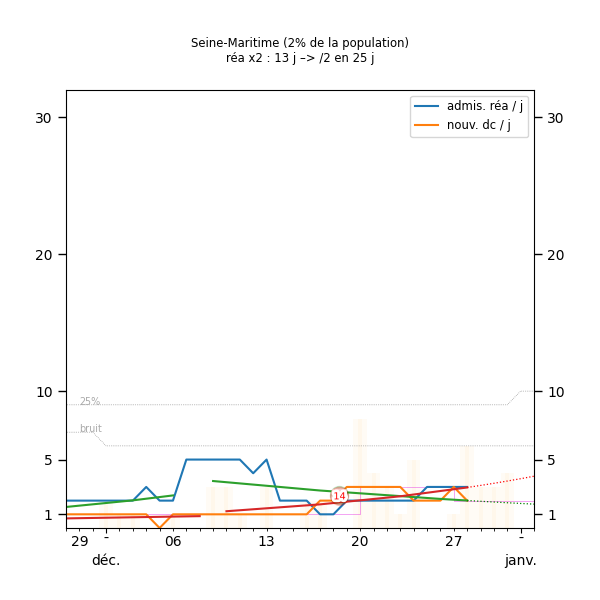 Seine-Maritime (2% de la population)
réa x2 : 13 j –> /2 en 25 j
admis. réa / j
nouv. dc / j
30 30
20 20
10 10
25%
bruit
5 5
14
1 1
29 - 06 13 20 27 -
déc. janv.